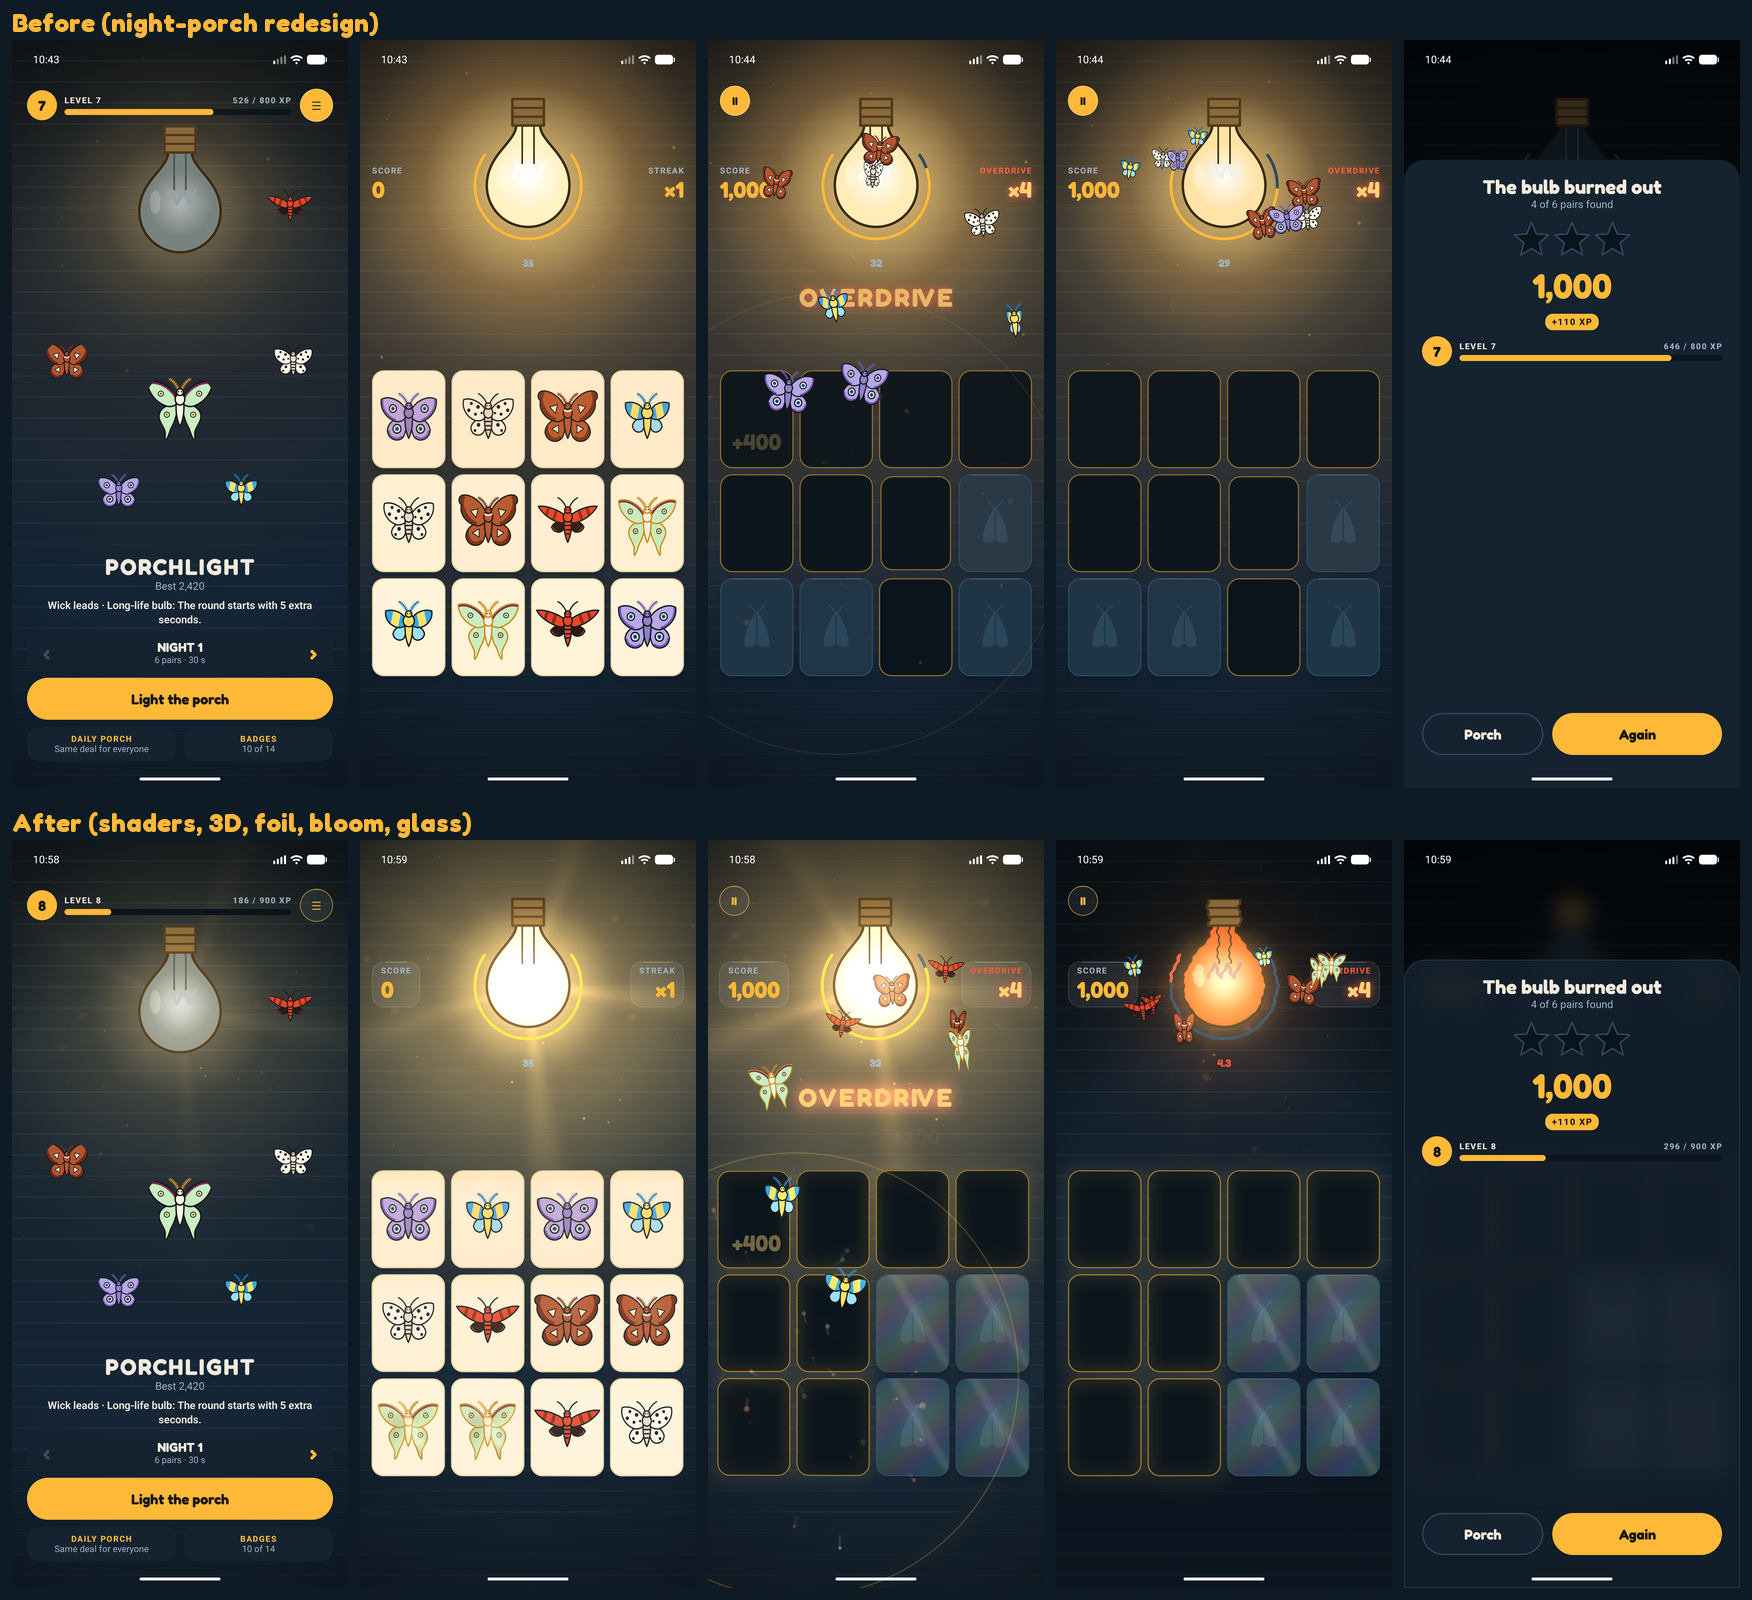 Before (night-porch redesign)
10:43
7
LEVEL 7
526 / 800 XP
PORCHLIGHT
Best 2,420
Wick leads · Long-life bulb: The round starts with 5 extra
seconds.
NIGHT 1
6 pairs · 30 s
Light the porch
DAILY PORCH
Same deal for everyone
BADGES
10 of 14
10:43
SCORE
0
STREAK
×1
35
10:44
SCORE
1,000
OVERDRIVE
×4
32
OVERDRIVE
+400
10:44
SCORE
1,000
OVERDRIVE
×4
29
10:44
The bulb burned out
4 of 6 pairs found
1,000
+110 XP
7
LEVEL 7
646 / 800 XP
Porch
Again
After (shaders, 3D, foil, bloom, glass)
10:58
8
LEVEL 8
186 / 900 XP
PORCHLIGHT
Best 2,420
Wick leads · Long-life bulb: The round starts with 5 extra
seconds.
NIGHT 1
6 pairs · 30 s
Light the porch
DAILY PORCH
Same deal for everyone
BADGES
10 of 14
10:59
SCORE
0
STREAK
×1
35
10:58
SCORE
1,000
OVERDRIVE
×4
32
OVERDRIVE
+300
+400
10:59
SCORE
1,000
RDRIVE
×4
4.3
10:59
The bulb burned out
4 of 6 pairs found
1,000
+110 XP
8
LEVEL 8
296 / 900 XP
Porch
Again